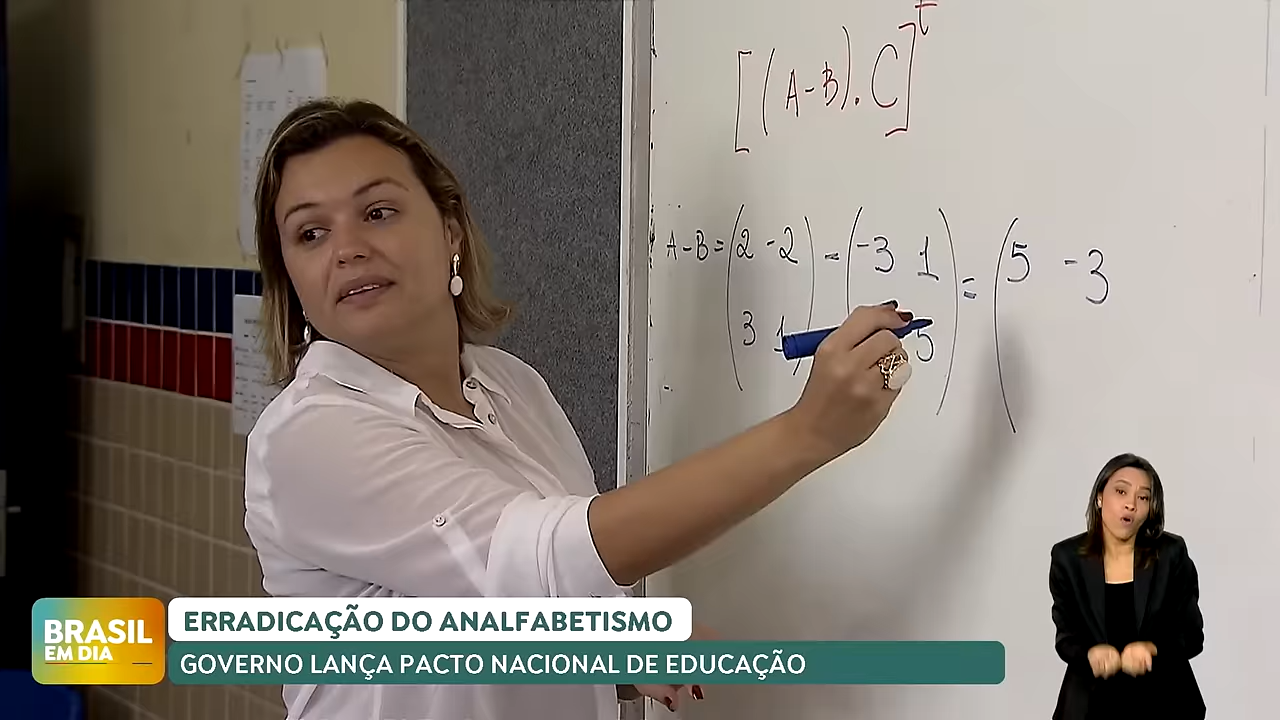 [(A-B).C]^t
A-B = (2 -2) - (-3 1) = (5 -3
3 1 5
BRASIL
EM DIA
ERRADICAÇÃO DO ANALFABETISMO
GOVERNO LANÇA PACTO NACIONAL DE EDUCAÇÃO